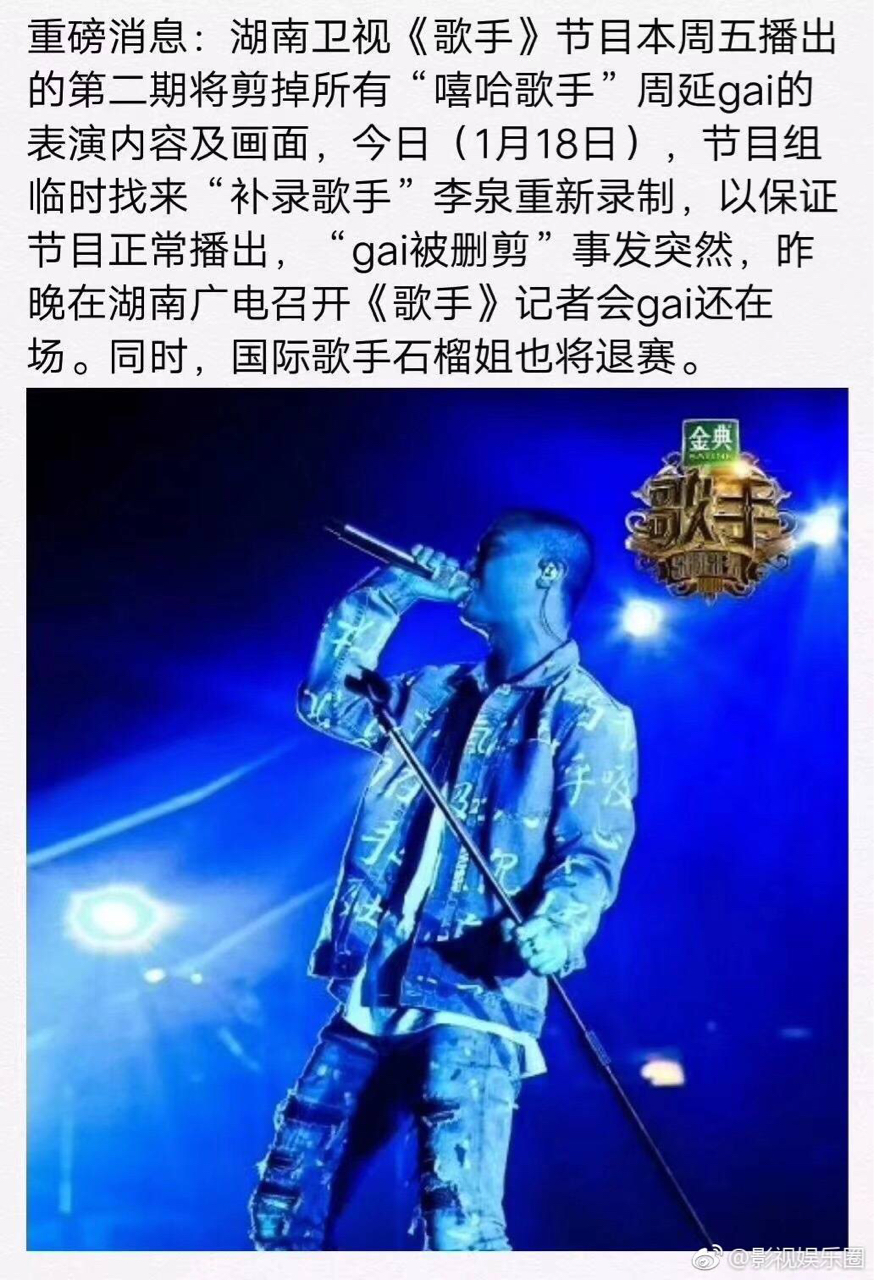 重磅消息：湖南卫视《歌手》节目本周五播出
的第二期将剪掉所有“嘻哈歌手”周延gai的
表演内容及画面，今日（1月18日），节目组
临时找来“补录歌手”李泉重新录制，以保证
节目正常播出，“gai被删剪”事发突然，昨
晚在湖南广电召开《歌手》记者会gai还在
场。同时，国际歌手石榴姐也将退赛。
金典
SATINE
歌手
SINGER
@影视娱乐圈